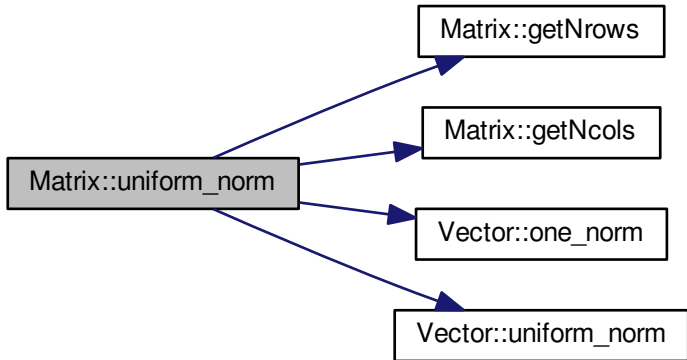 Matrix::getNrows
Matrix::getNcols
Matrix::uniform_norm
Vector::one_norm
Vector::uniform_norm